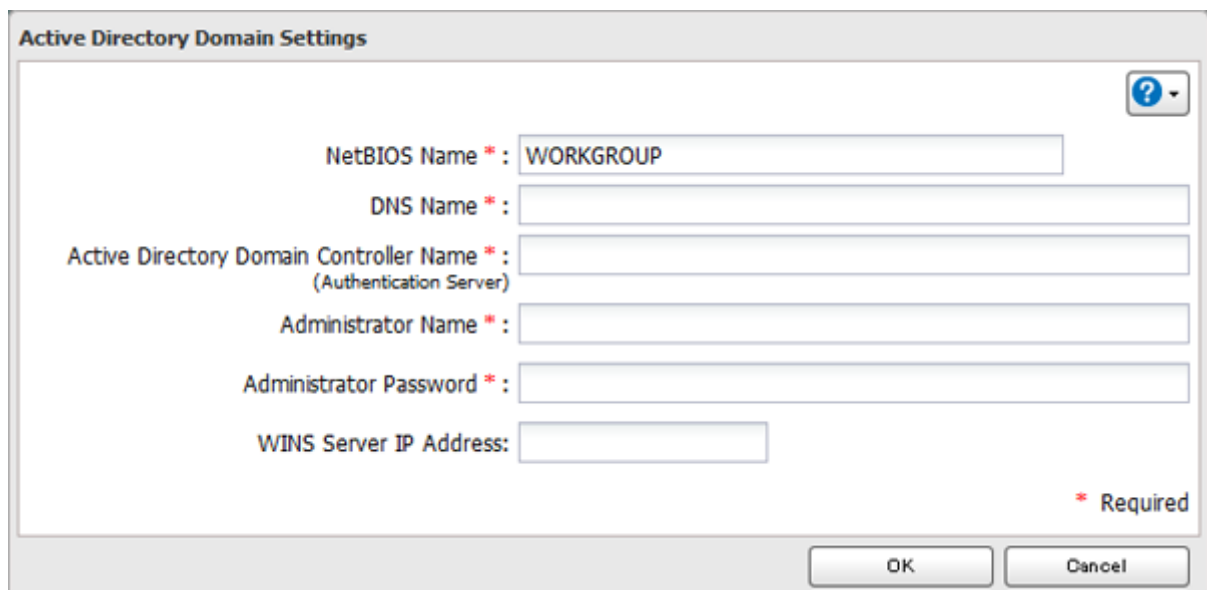 Active Directory Domain Settings
?
NetBIOS Name * : WORKGROUP
DNS Name * :
Active Directory Domain Controller Name * :
(Authentication Server)
Administrator Name * :
Administrator Password * :
WINS Server IP Address:
* Required
OK Cancel